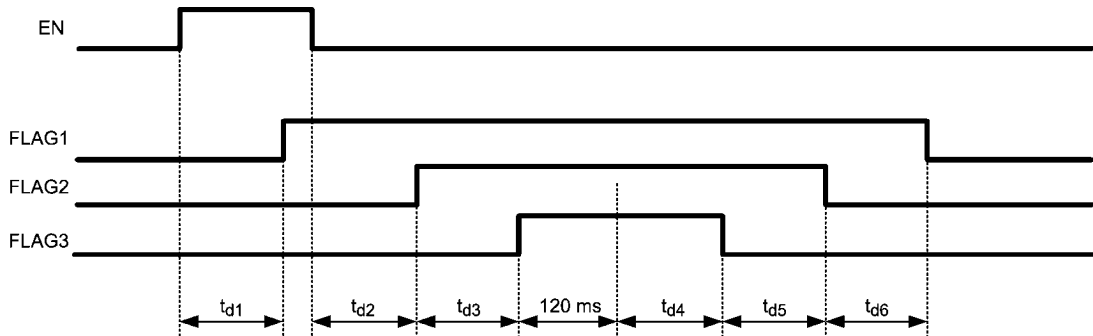 EN
FLAG1
FLAG2
FLAG3
td1 td2 td3 120 ms td4 td5 td6